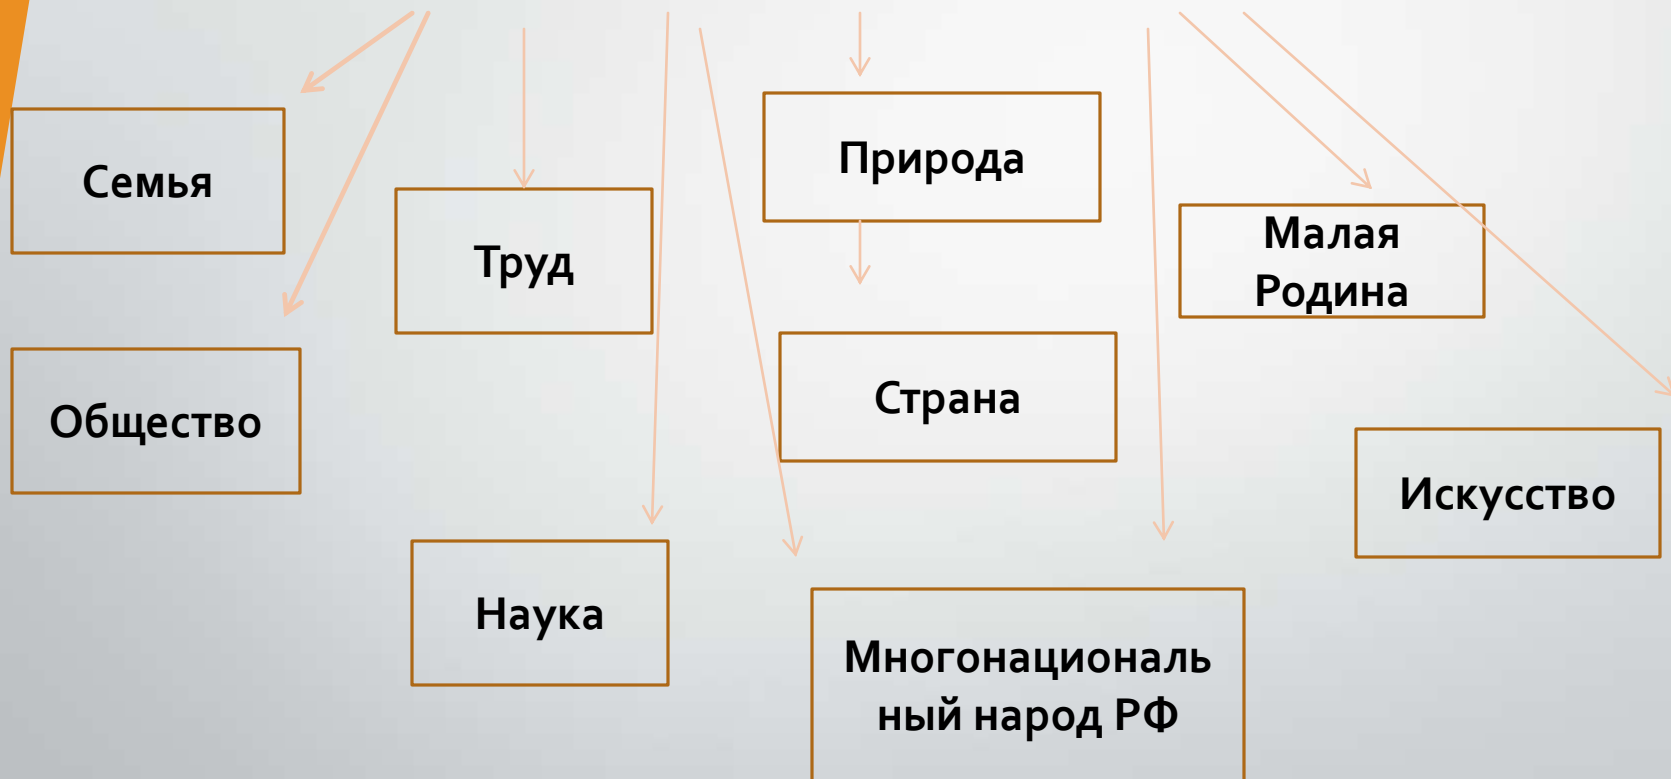 Семья
Общество
Труд
Наука
Природа
Страна
Многонациональ
ный народ РФ
Малая
Родина
Искусство